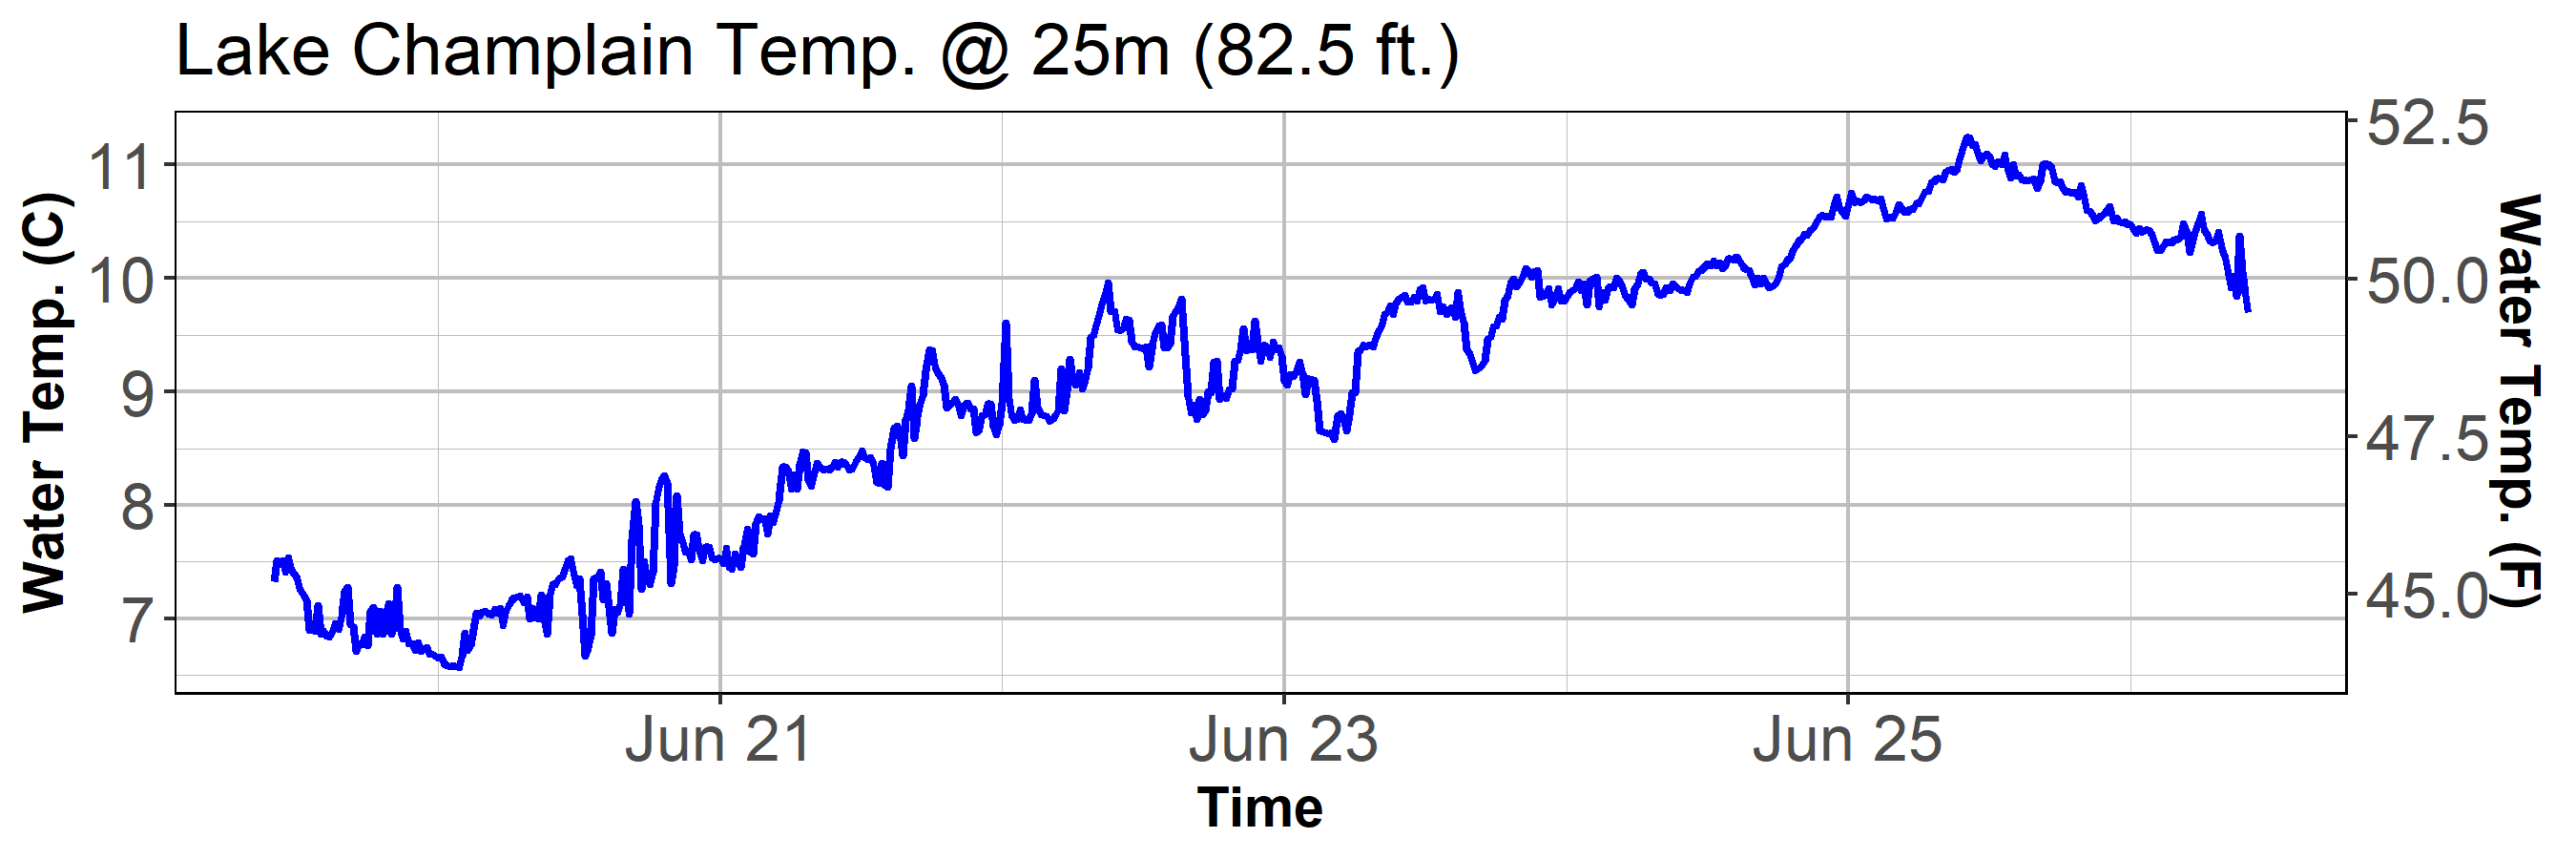 Lake Champlain Temp. @ 25m (82.5 ft.)
Water Temp. (C)
11
10
9
8
7
52.5
50.0
47.5
45.0
Water Temp. (F)
Jun 21
Jun 23
Jun 25
Time